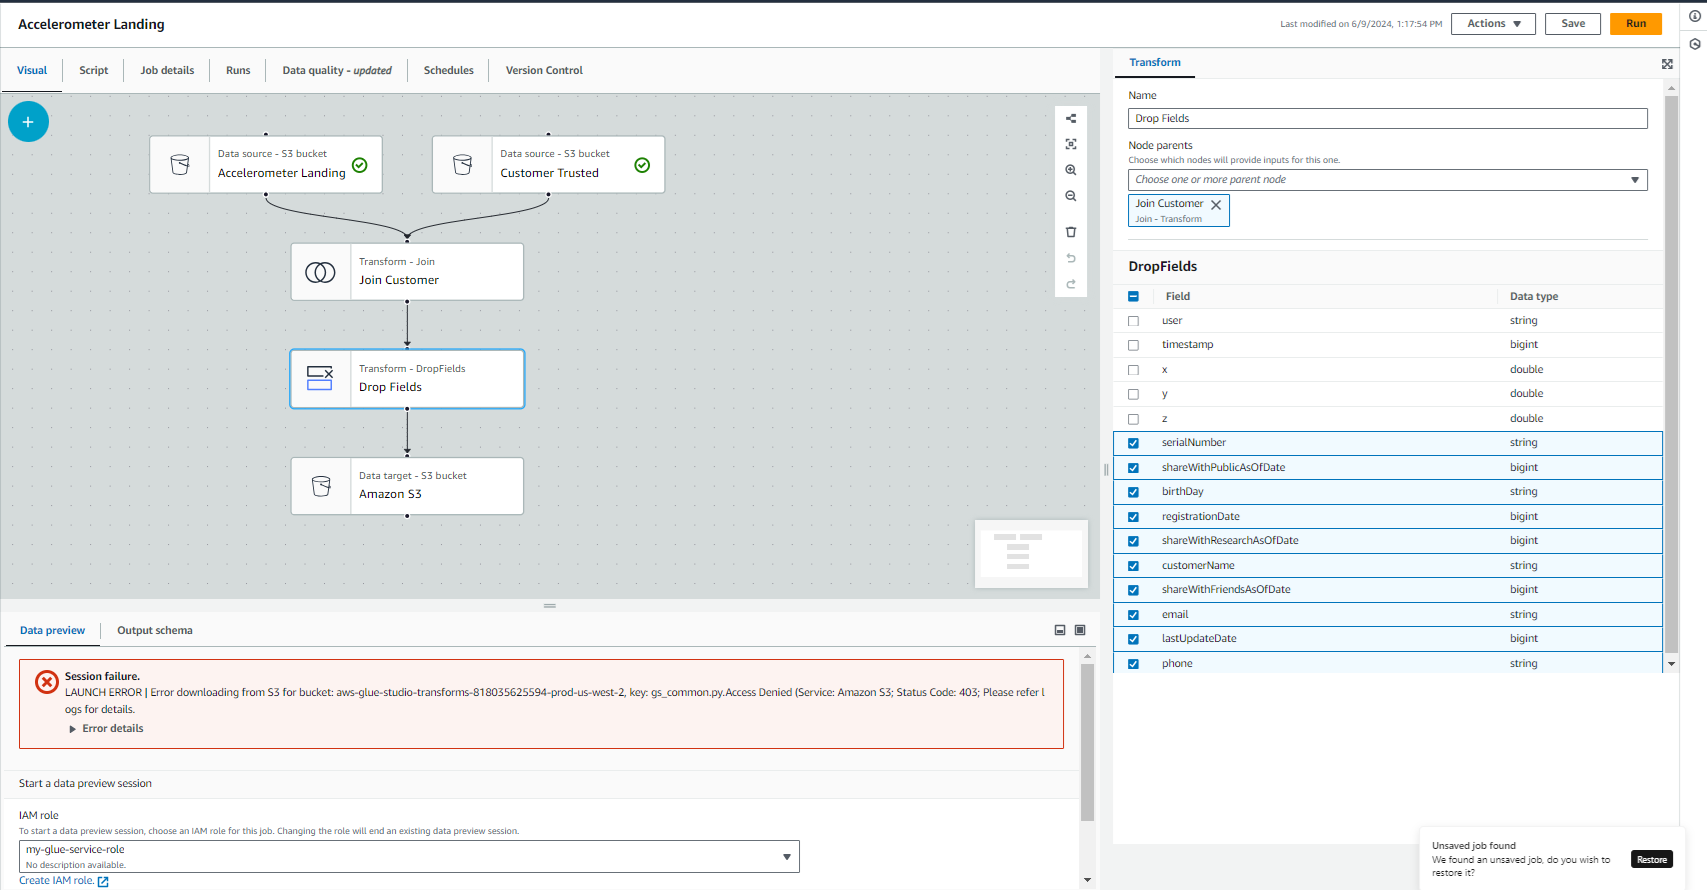 Accelerometer Landing
Last modified on 6/9/2024, 1:17:54 PM
Actions
Save
Run
Visual
Script
Job details
Runs
Data quality - updated
Schedules
Version Control
Data source - S3 bucket
Accelerometer Landing
Data source - S3 bucket
Customer Trusted
Transform - Join
Join Customer
Transform - DropFields
Drop Fields
Data target - S3 bucket
Amazon S3
Data preview
Output schema
Session failure.
LAUNCH ERROR | Error downloading from S3 for bucket: aws-glue-studio-transforms-818035625594-prod-us-west-2, key: gs_common.py.Access Denied (Service: Amazon S3; Status Code: 403; Please refer l
ogs for details.
Error details
Start a data preview session
IAM role
To start a data preview session, choose an IAM role for this job. Changing the role will end an existing data preview session.
my-glue-service-role
No description available.
Create IAM role.
Transform
Name
Drop Fields
Node parents
Choose which nodes will provide inputs for this one.
Choose one or more parent node
Join Customer
Join - Transform
DropFields
Field Data type
user string
timestamp bigint
x double
y double
z double
serialNumber string
shareWithPublicAsOfDate bigint
birthDay string
registrationDate bigint
shareWithResearchAsOfDate bigint
customerName string
shareWithFriendsAsOfDate bigint
email string
lastUpdateDate bigint
phone string
Unsaved job found
We found an unsaved job, do you wish to
restore it?
Restore